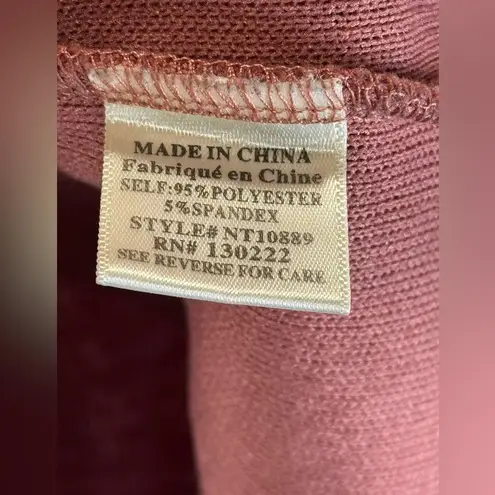 MADE IN CHINA
Fabriqué en Chine
SELF:95%POLYESTER
5%SPANDEX
STYLE# NT10889
RN# 130222
SEE REVERSE FOR CARE